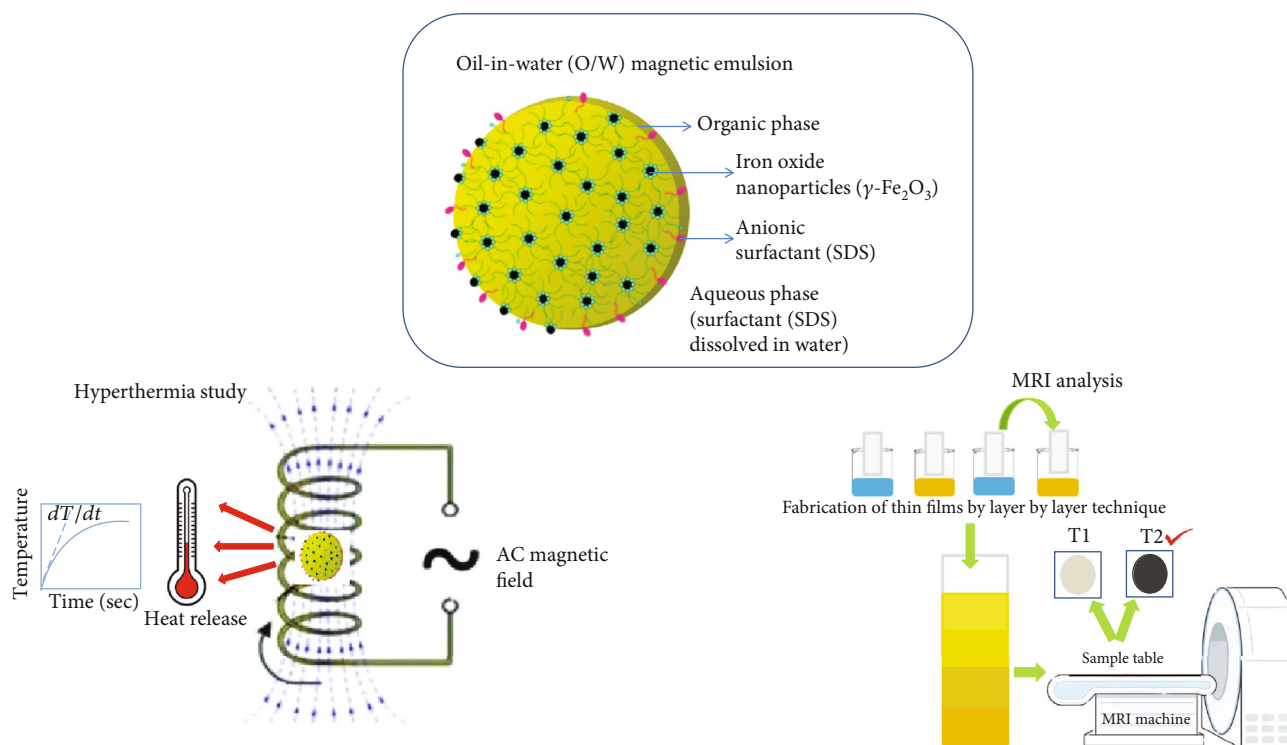 Oil-in-water (O/W) magnetic emulsion
Organic phase
Iron oxide
nanoparticles (γ-Fe₂O₃)
Anionic
surfactant (SDS)
Aqueous phase
(surfactant (SDS)
dissolved in water)
Hyperthermia study
dT/dt
Temperature
Time (sec)
Heat release
AC magnetic
field
MRI analysis
Fabrication of thin films by layer by layer technique
T1
T2
Sample table
MRI machine